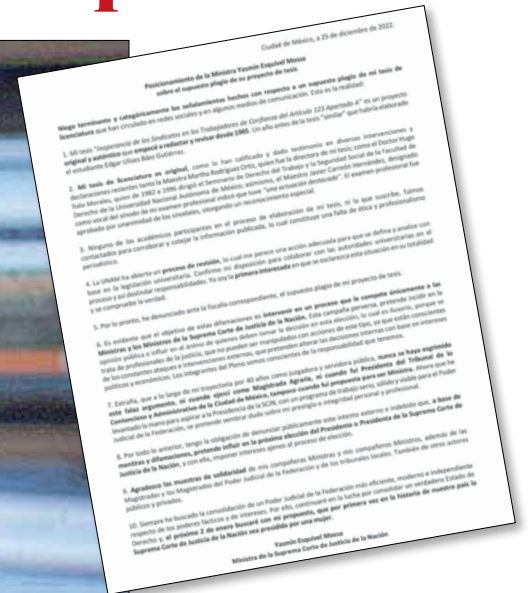 Ciudad de México, a 25 de diciembre de 2022.
Posicionamiento de la Ministra Yasmín Esquivel Mossa
sobre el supuesto plagio de su proyecto de tesis
Niego terminante y categóricamente los señalamientos hechos con respecto a un supuesto plagio de mi tesis de
licenciatura que han circulado en redes sociales y en algunos medios de comunicación. Esta es la realidad:
1. Mi tesis "Inoperancia de los Sindicatos en los Trabajadores de Confianza del Artículo 123 Apartado A" es un proyecto
original y auténtico que empecé a redactar y revisar desde 1985. Un año antes de la tesis "similar" que habría elaborado
el estudiante Edgar Ulises Báez Gutiérrez.
2. Mi tesis de licenciatura es original, como lo han calificado y dado testimonio en diversas intervenciones y
declaraciones recientes tanto la Maestra Martha Rodríguez Ortiz, quien fue la directora de mi tesis; como el Doctor Hugo
Ítalo Morales, quien de 1982 a 1996 dirigió el Seminario de Derecho del Trabajo y la Seguridad Social de la Facultad de
Derecho de la Universidad Nacional Autónoma de México; asimismo, el Maestro Javier Carreón Hernández, designado
como vocal del sínodo de mi examen profesional indicó que tuve "una actuación destacada". El examen profesional fue
aprobado por unanimidad de los sinodales, otorgando un reconocimiento especial.
3. Ninguno de los académicos participantes en el proceso de elaboración de mi tesis, ni la que suscribe, fuimos
contactados para corroborar y cotejar la información publicada, lo cual constituye una falta de ética y profesionalismo
periodístico.
4. La UNAM ha abierto un proceso de revisión, lo cual me parece una acción adecuada para que se defina y analice con
base en la legislación universitaria. Confirma mi disposición para colaborar con las autoridades universitarias en el
proceso y así deslindar responsabilidades. Yo soy la primera interesada en que se esclarezca esta situación en su totalidad
y se compruebe la verdad.
5. Por lo pronto, he denunciado ante la fiscalía correspondiente, el supuesto plagio de mi proyecto de tesis.
6. Es evidente que el objetivo de estas difamaciones es intervenir en un proceso que le compete únicamente a las
Ministras y los Ministros de la Suprema Corte de Justicia de la Nación. Esta campaña perversa, pretende incidir en la
opinión pública e influir en el ánimo de quienes deben tomar la decisión en esta elección, lo cual es ilusorio, porque se
trata de profesionales de la justicia, que no pueden ser manipulados con acciones de este tipo, ya que están conscientes
de los constantes ataques e intervenciones externos, que pretenden alterar las decisiones internas con base en intereses
políticos y económicos. Los integrantes del Pleno somos conscientes de la responsabilidad que tenemos.
7. Extraña, que a lo largo de mi trayectoria por 40 años como juzgadora y servidora pública, nunca se haya esgrimido
este falso argumento, ni cuando ejercí como Magistrada Agraria, ni cuando fui Presidenta del Tribunal de lo
Contencioso y Administrativo de la Ciudad de México, tampoco cuando fui propuesta para ser Ministra. Ahora que he
levantado la mano para aspirar a la Presidencia de la SCJN, con un programa de trabajo serio, sólido y viable para el Poder
Judicial de la Federación, se pretende sembrar duda sobre mi prestigio e integridad personal y profesional.
8. Por todo lo anterior, tengo la obligación de denunciar públicamente este intento externo e indebido que, a base de
mentiras y difamaciones, pretende influir en la próxima elección del Presidente o Presidenta de la Suprema Corte de
Justicia de la Nación, y con ello, imponer intereses ajenos al proceso de elección.
9. Agradezco las muestras de solidaridad de mis compañeras Ministras y mis compañeros Ministros, además de las
Magistradas y los Magistrados del Poder Judicial de la Federación y de los tribunales locales. También de otros actores
públicos y privados.
10. Siempre he buscado la consolidación de un Poder Judicial de la Federación más eficiente, moderno e independiente
respecto de los poderes fácticos y de intereses. Por ello, continuaré en la lucha por consolidar un verdadero Estado de
Derecho y, el próximo 2 de enero buscaré con mi propuesta, que por primera vez en la historia de nuestro país la
Suprema Corte de Justicia de la Nación sea presidida por una mujer.
Yasmín Esquivel Mossa
Ministra de la Suprema Corte de Justicia de la Nación